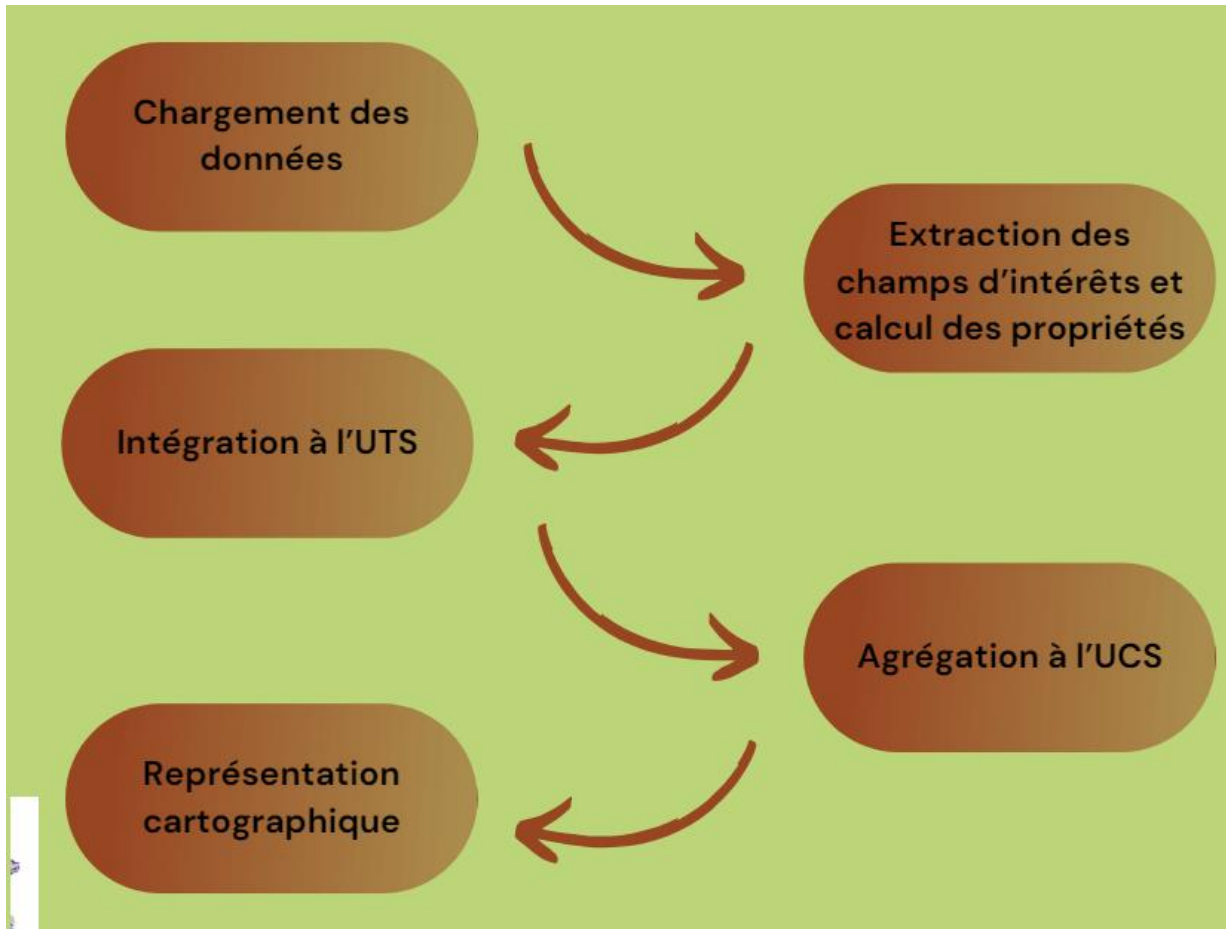 Chargement des
données
Extraction des
champs d'intérêts et
calcul des propriétés
Intégration à l'UTS
Agrégation à l'UCS
Représentation
cartographique